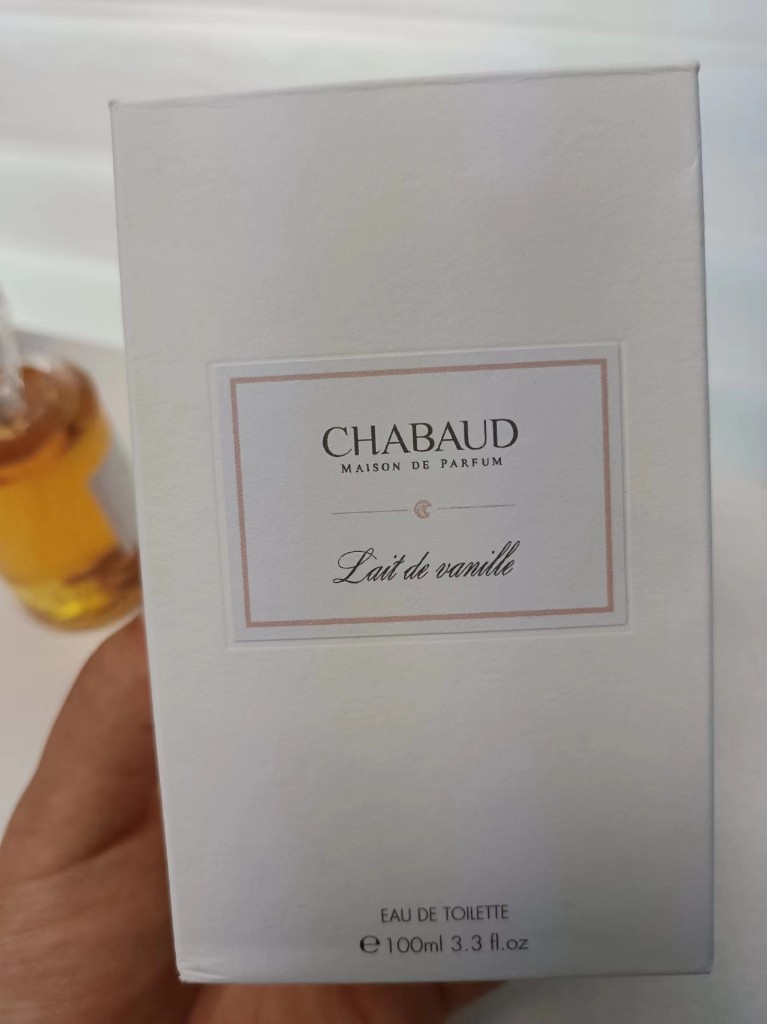 CHABAUD
MAISON DE PARFUM
Lait de vanille
EAU DE TOILETTE
℮ 100ml 3.3 fl.oz